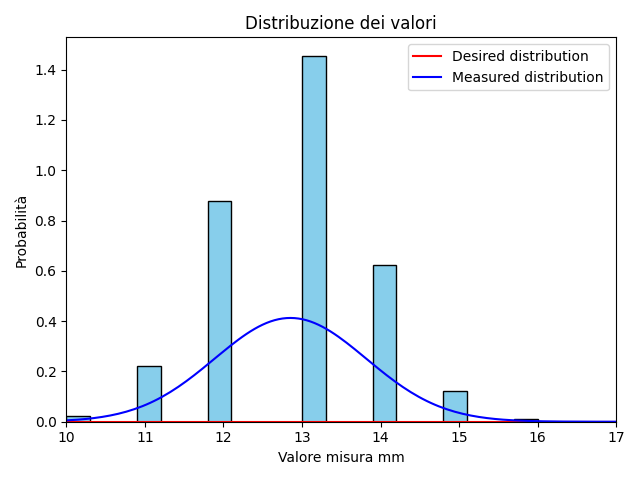 Distribuzione dei valori
Desired distribution
Measured distribution
Probabilità
1.4
1.2
1.0
0.8
0.6
0.4
0.2
0.0
10 11 12 13 14 15 16 17
Valore misura mm